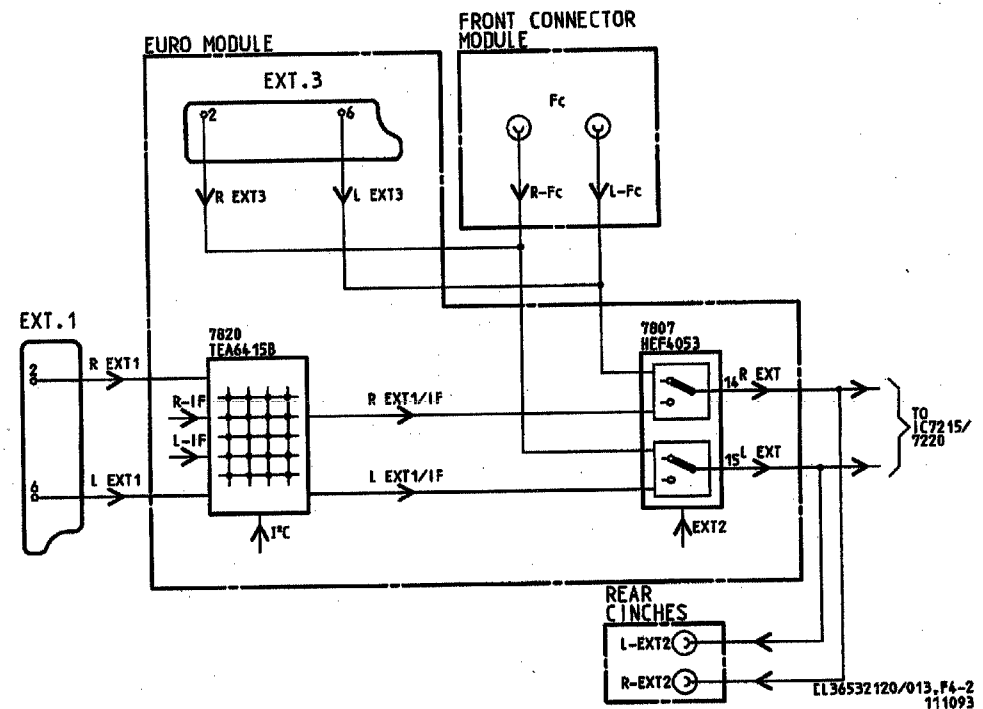 FRONT CONNECTOR
MODULE
EURO MODULE
EXT.3
2
6
Fc
R EXT3
L EXT3
R-Fc
L-Fc
EXT.1
7820
TEA6415B
7807
HEF4053
2
R EXT1
R-IF
L-IF
R EXT1/IF
14
R EXT
TO
IC7215/
7220
6
L EXT1
L EXT1/IF
15
L EXT
I²C
EXT2
REAR
CINCHES
L-EXT2
R-EXT2
CL36532120/013.F4-2
111093